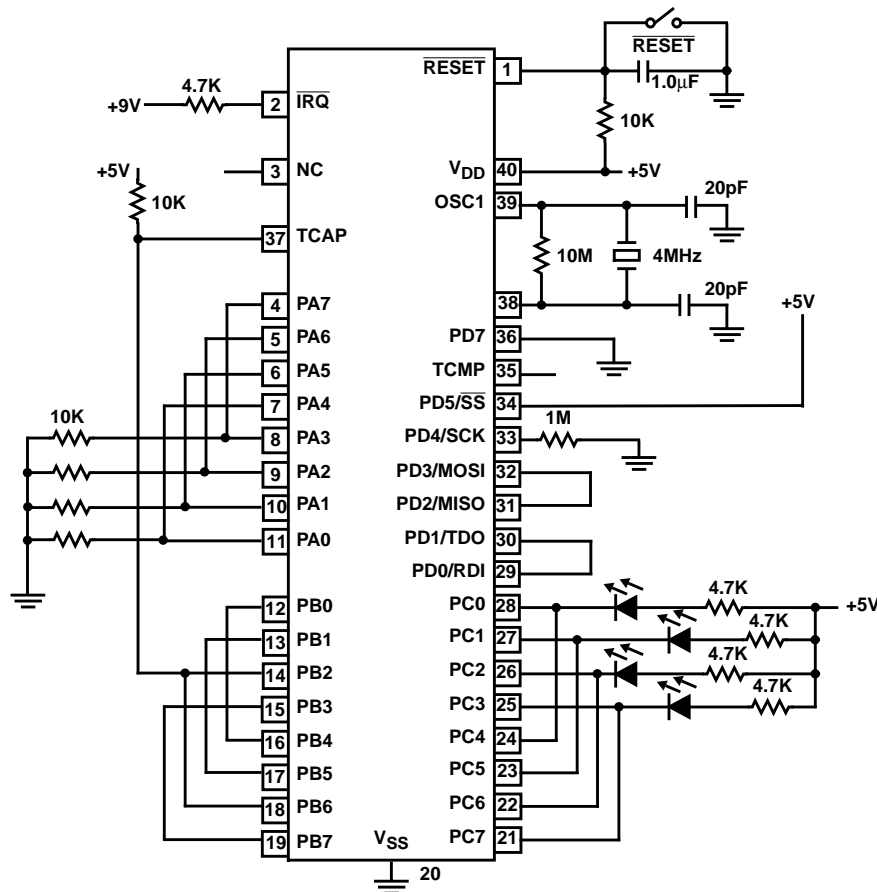 RESET
1
RESET
1.0μF
4.7K
+9V
2
IRQ
10K
+5V
3
NC
VDD
40
+5V
10K
OSC1
39
20pF
37
TCAP
10M
4MHz
38
20pF
+5V
4
PA7
PD7
36
5
PA6
TCMP
35
6
PA5
PD5/SS
34
7
PA4
1M
10K
8
PA3
PD4/SCK
33
9
PA2
PD3/MOSI
32
10
PA1
PD2/MISO
31
11
PA0
PD1/TDO
30
PD0/RDI
29
12
PB0
PC0
28
4.7K
+5V
13
PB1
PC1
27
4.7K
14
PB2
PC2
26
4.7K
15
PB3
PC3
25
4.7K
16
PB4
PC4
24
17
PB5
PC5
23
18
PB6
PC6
22
19
PB7
PC7
21
VSS
20